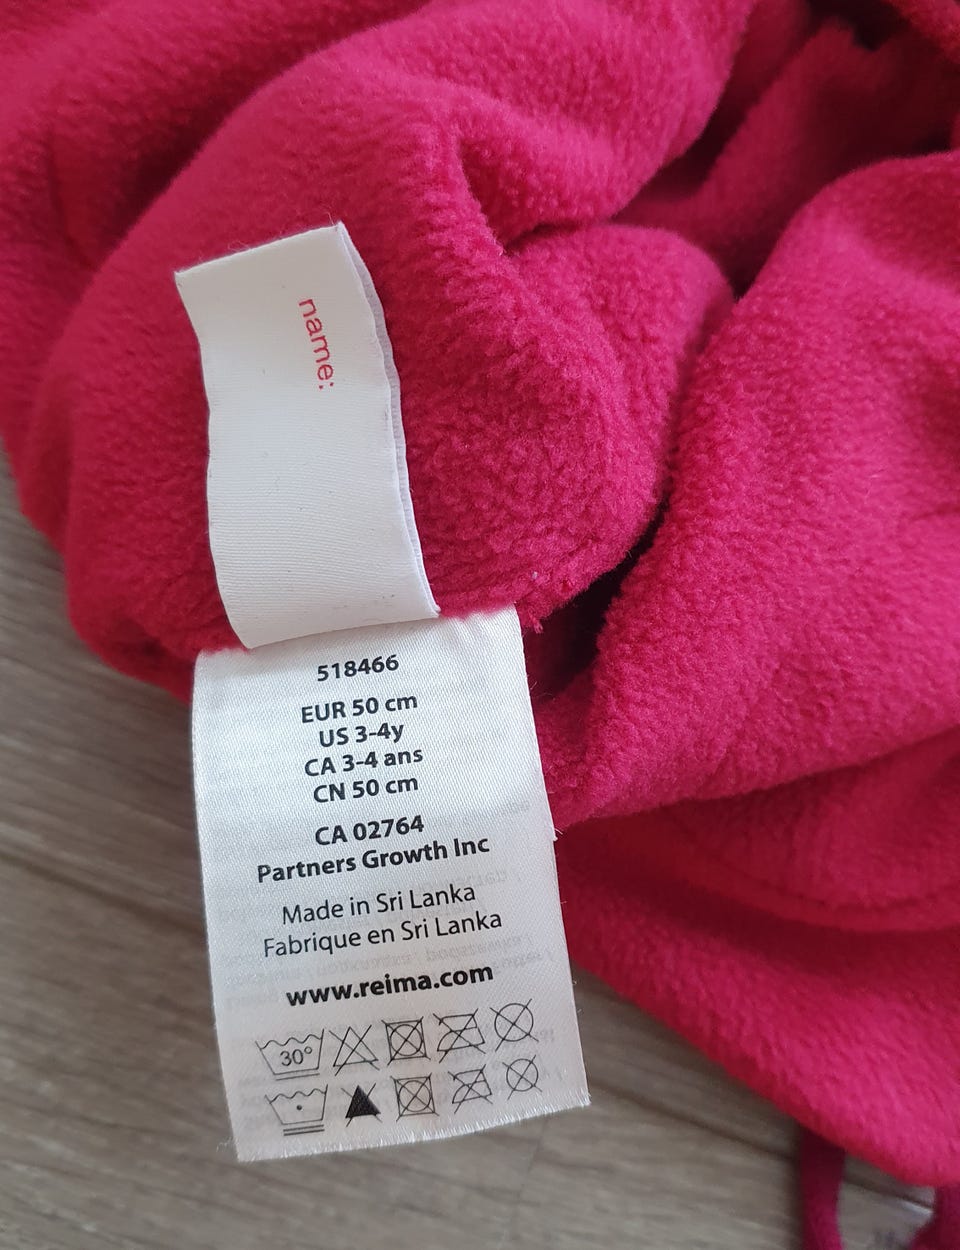 name:
518466
EUR 50 cm
US 3-4y
CA 3-4 ans
CN 50 cm
CA 02764
Partners Growth Inc
Made in Sri Lanka
Fabrique en Sri Lanka
www.reima.com
30°